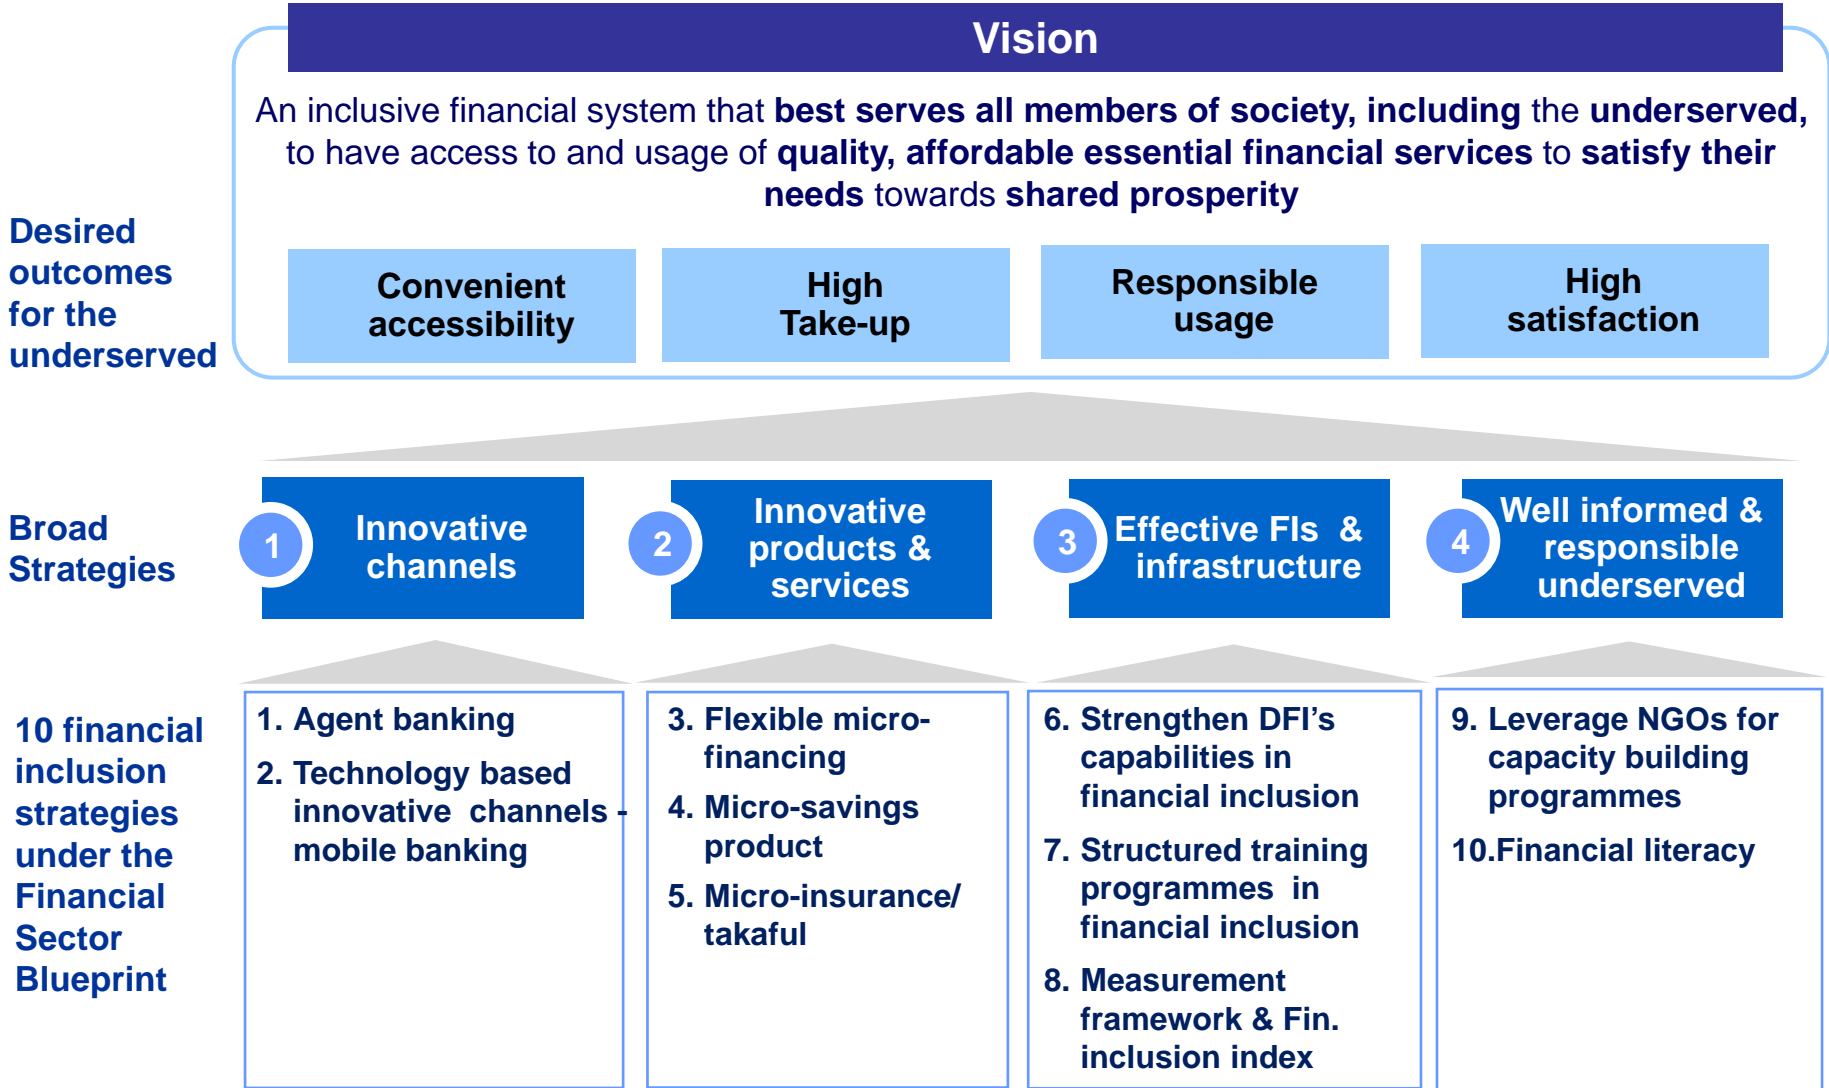 Vision
An inclusive financial system that best serves all members of society, including the underserved,
to have access to and usage of quality, affordable essential financial services to satisfy their
needs towards shared prosperity
Desired
outcomes
for the
underserved
Convenient
accessibility
High
Take-up
Responsible
usage
High
satisfaction
Broad
Strategies
1
Innovative
channels
2
Innovative
products &
services
3
Effective FIs &
infrastructure
4
Well informed &
responsible
underserved
10 financial
inclusion
strategies
under the
Financial
Sector
Blueprint
1. Agent banking
2. Technology based
innovative channels -
mobile banking
3. Flexible micro-
financing
4. Micro-savings
product
5. Micro-insurance/
takaful
6. Strengthen DFI's
capabilities in
financial inclusion
7. Structured training
programmes in
financial inclusion
8. Measurement
framework & Fin.
inclusion index
9. Leverage NGOs for
capacity building
programmes
10.Financial literacy